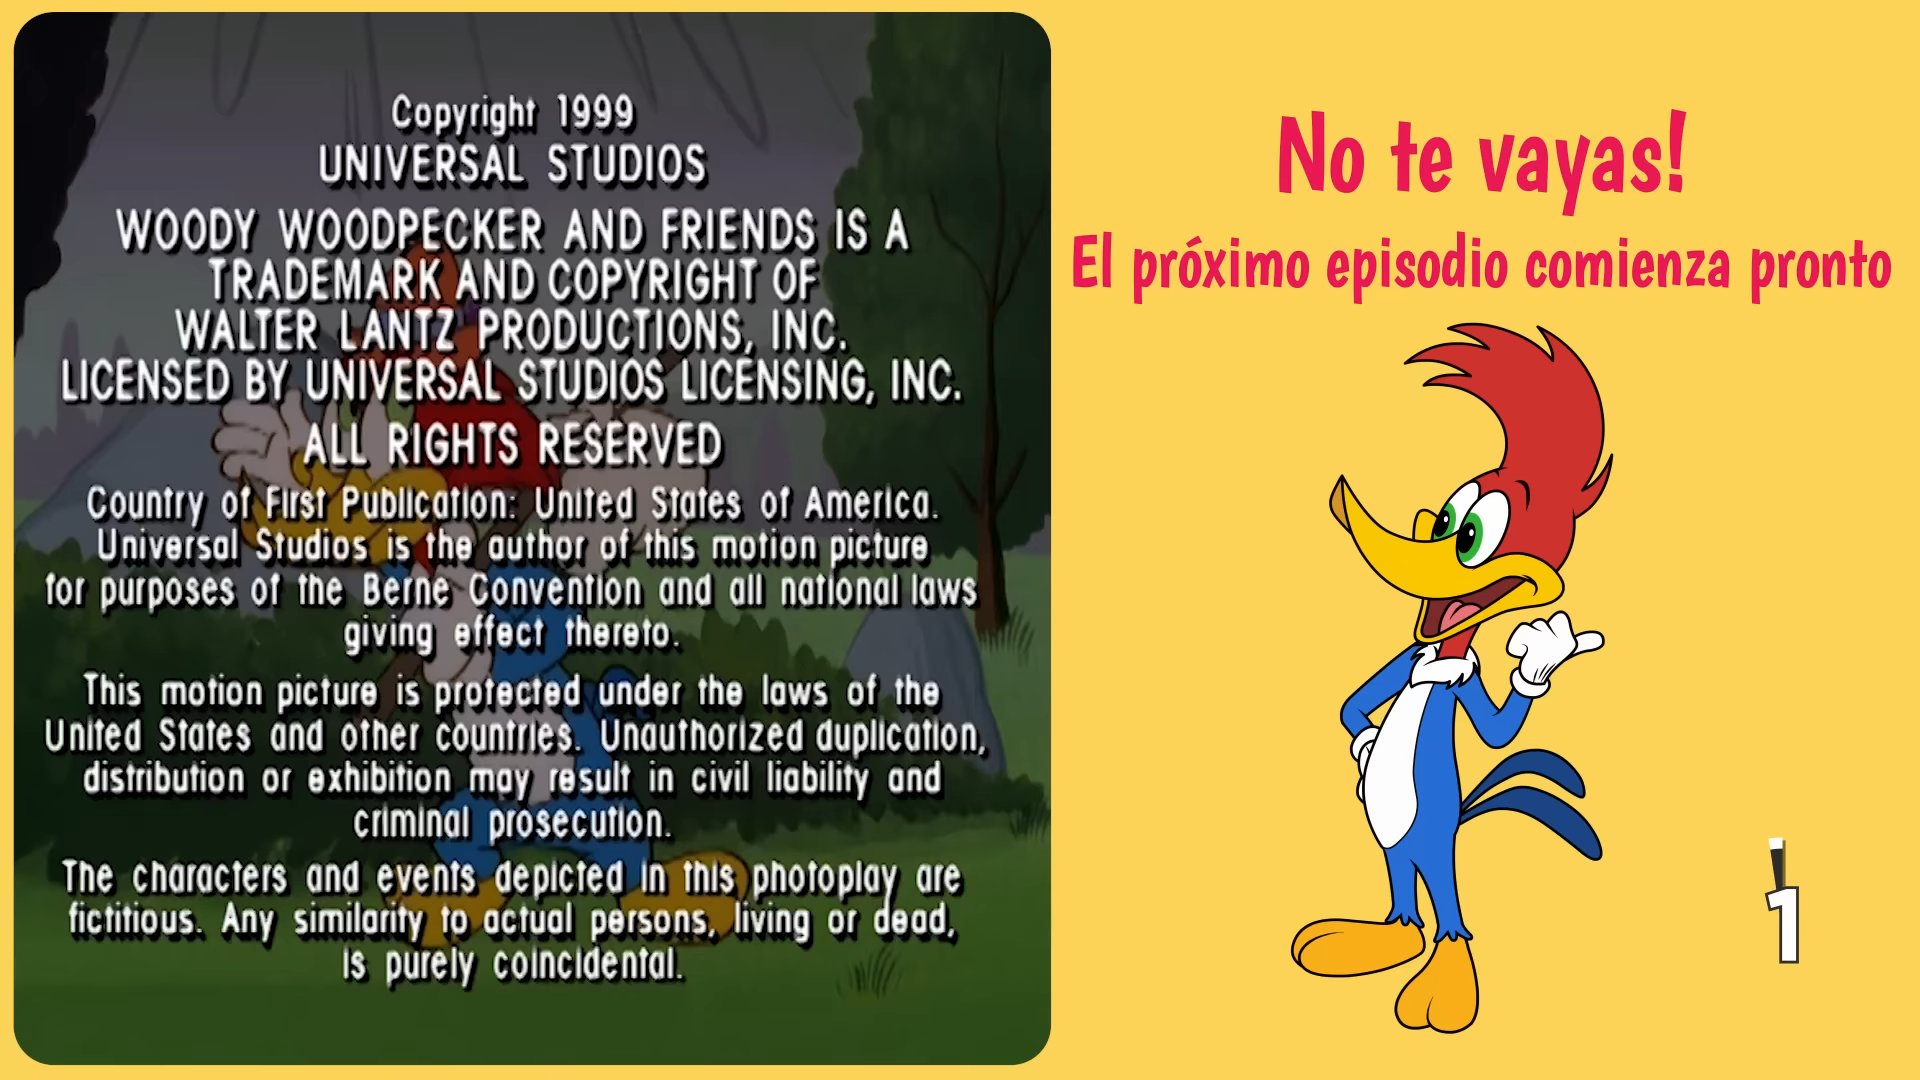 Copyright 1999
UNIVERSAL STUDIOS
WOODY WOODPECKER AND FRIENDS IS A
TRADEMARK AND COPYRIGHT OF
WALTER LANTZ PRODUCTIONS, INC.
LICENSED BY UNIVERSAL STUDIOS LICENSING, INC.
ALL RIGHTS RESERVED
Country of First Publication: United States of America.
Universal Studios is the author of this motion picture
for purposes of the Berne Convention and all national laws
giving effect thereto.
This motion picture is protected under the laws of the
United States and other countries. Unauthorized duplication,
distribution or exhibition may result in civil liability and
criminal prosecution.
The characters and events depicted in this photoplay are
fictitious. Any similarity to actual persons, living or dead,
is purely coincidental.
No te vayas!
El próximo episodio comienza pronto
1